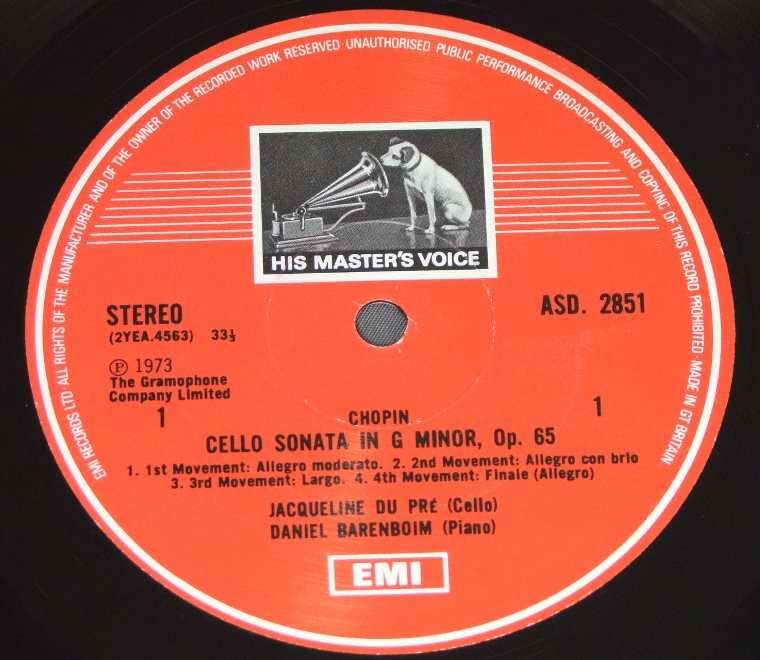 EMI RECORDS LTD·ALL RIGHTS OF THE MANUFACTURER AND OF THE OWNER OF THE RECORDED WORK RESERVED·UNAUTHORISED PUBLIC PERFORMANCE BROADCASTING AND COPYING OF THIS RECORD PROHIBITED·MADE IN GT BRITAIN
HIS MASTER'S VOICE
STEREO
(2YEA.4563) 33⅓
ASD. 2851
℗ 1973
The Gramophone
Company Limited
1
1
CHOPIN
CELLO SONATA IN G MINOR, Op. 65
1. 1st Movement: Allegro moderato. 2. 2nd Movement: Allegro con brio
3. 3rd Movement: Largo. 4. 4th Movement: Finale (Allegro)
JACQUELINE DU PRÉ (Cello)
DANIEL BARENBOIM (Piano)
EMI